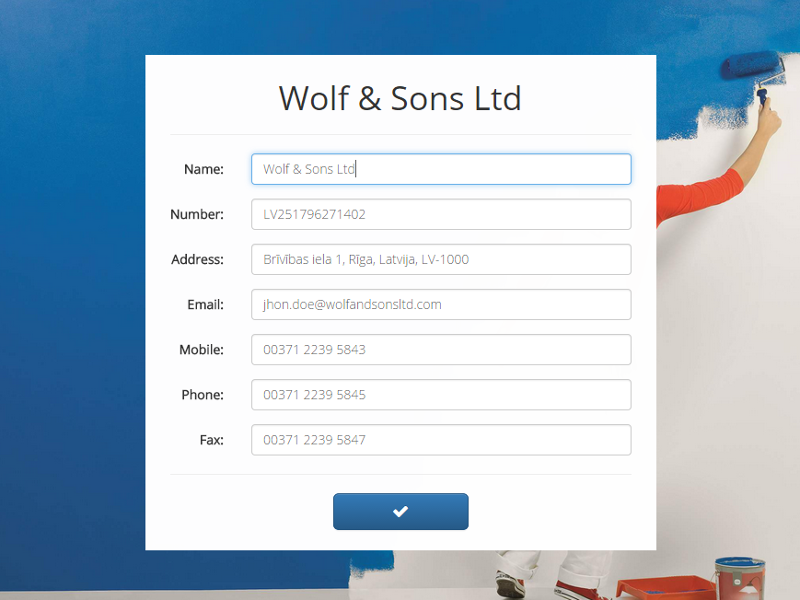 Wolf & Sons Ltd
Name: Wolf & Sons Ltd
Number: LV251796271402
Address: Brīvības iela 1, Rīga, Latvija, LV-1000
Email: jhon.doe@wolfandsonsltd.com
Mobile: 00371 2239 5843
Phone: 00371 2239 5845
Fax: 00371 2239 5847